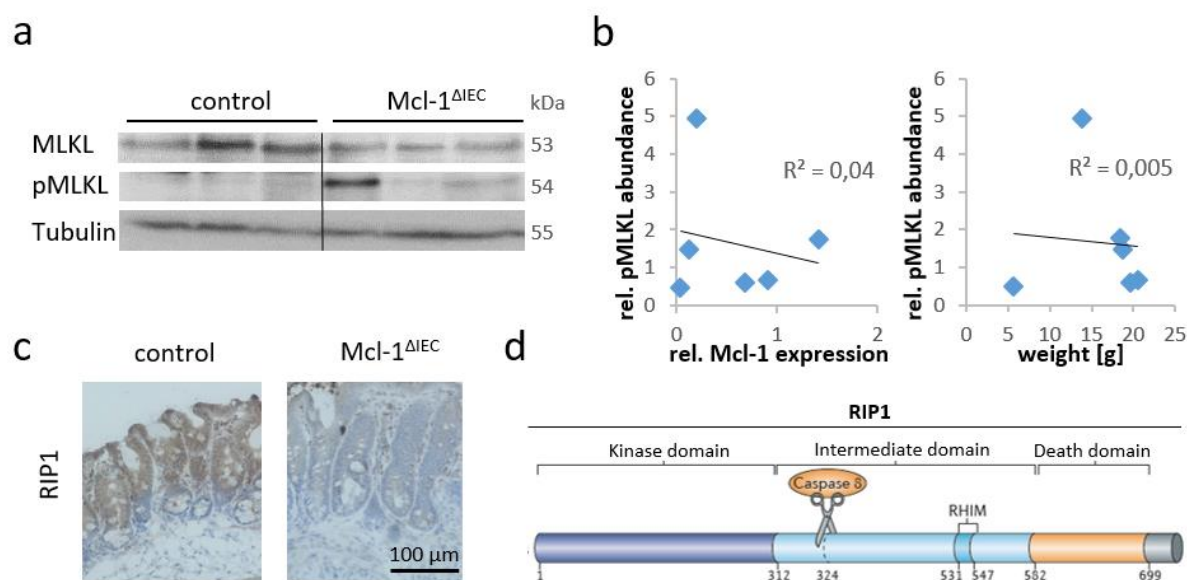 a
control Mcl-1ΔIEC kDa
MLKL 53
pMLKL 54
Tubulin 55
b
rel. pMLKL abundance
6
5
4
3
2
1
0
R² = 0,04
0 1 2
rel. Mcl-1 expression
rel. pMLKL abundance
6
5
4
3
2
1
0
R² = 0,005
0 5 10 15 20 25
weight [g]
c
control Mcl-1ΔIEC
RIP1
100 µm
d
RIP1
Kinase domain Intermediate domain Death domain
Caspase 8
RHIM
1 312 324 531 547 582 699